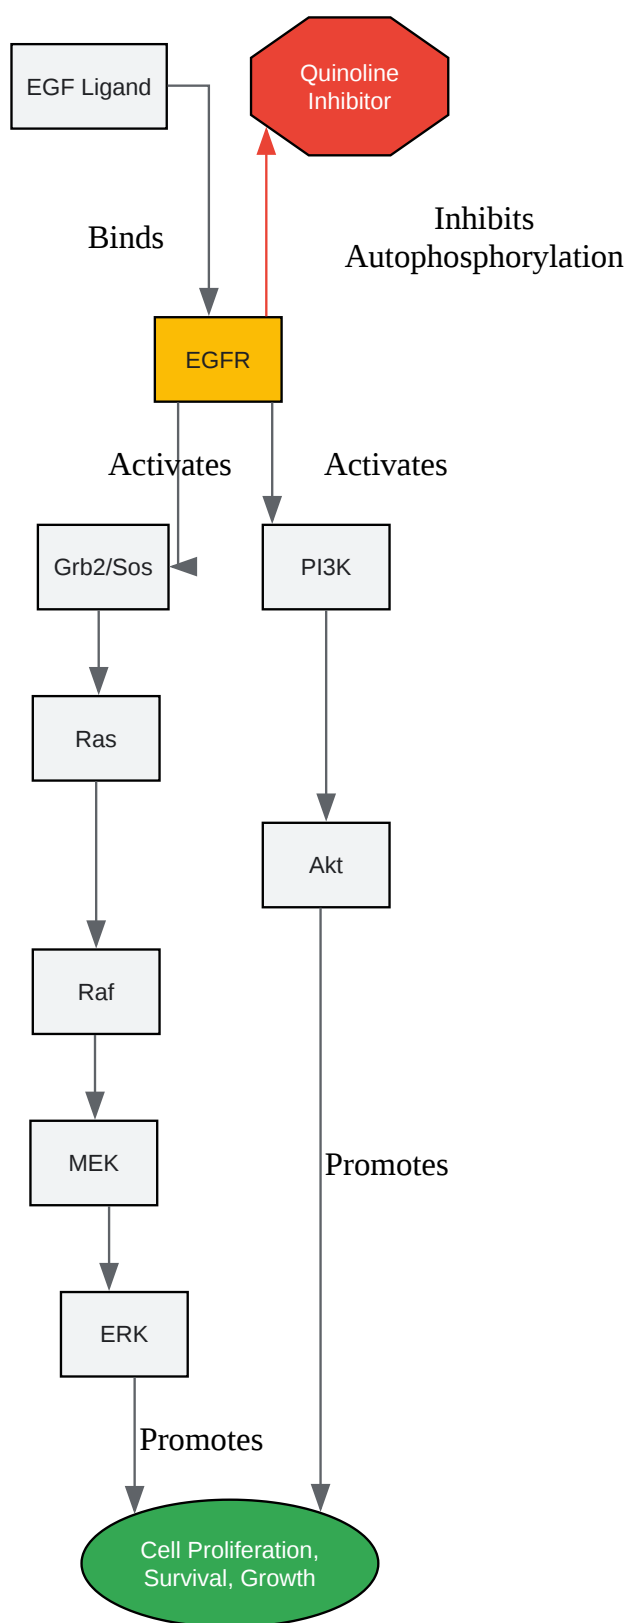 EGF Ligand
Quinoline
Inhibitor
Binds
Inhibits
Autophosphorylation
EGFR
Activates
Activates
Grb2/Sos
PI3K
Ras
Akt
Raf
MEK
Promotes
ERK
Promotes
Cell Proliferation,
Survival, Growth